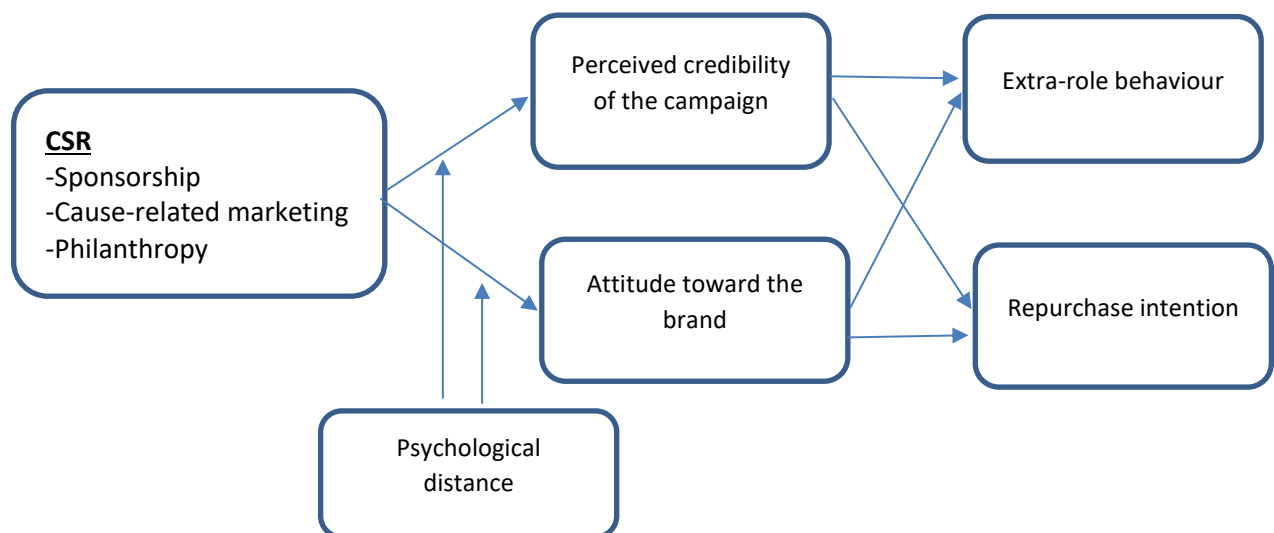 CSR
-Sponsorship
-Cause-related marketing
-Philanthropy
Perceived credibility
of the campaign
Attitude toward the
brand
Psychological
distance
Extra-role behaviour
Repurchase intention